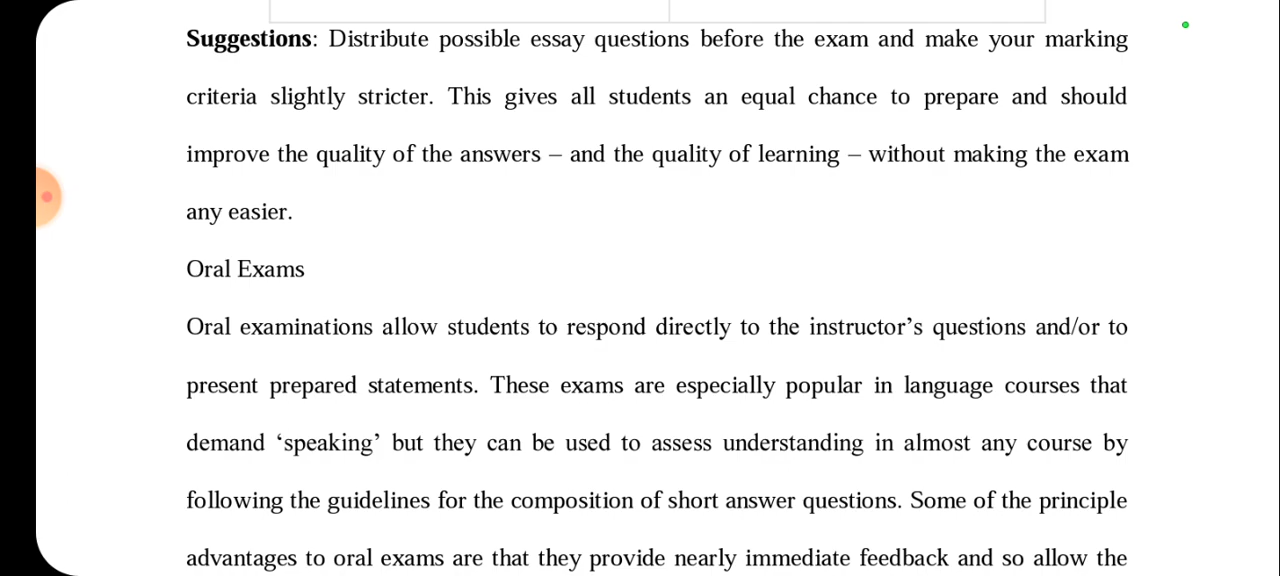 Suggestions: Distribute possible essay questions before the exam and make your marking
criteria slightly stricter. This gives all students an equal chance to prepare and should
improve the quality of the answers – and the quality of learning – without making the exam
any easier.
Oral Exams
Oral examinations allow students to respond directly to the instructor’s questions and/or to
present prepared statements. These exams are especially popular in language courses that
demand ‘speaking’ but they can be used to assess understanding in almost any course by
following the guidelines for the composition of short answer questions. Some of the principle
advantages to oral exams are that they provide nearly immediate feedback and so allow the